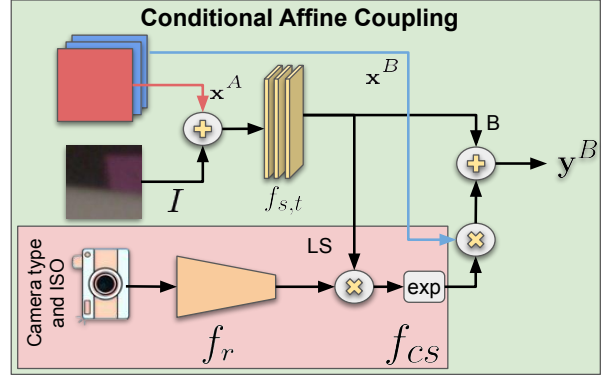 Conditional Affine Coupling
x^A
x^B
B
y^B
I
f_{s,t}
LS
Camera type
and ISO
exp
f_r
f_{cs}